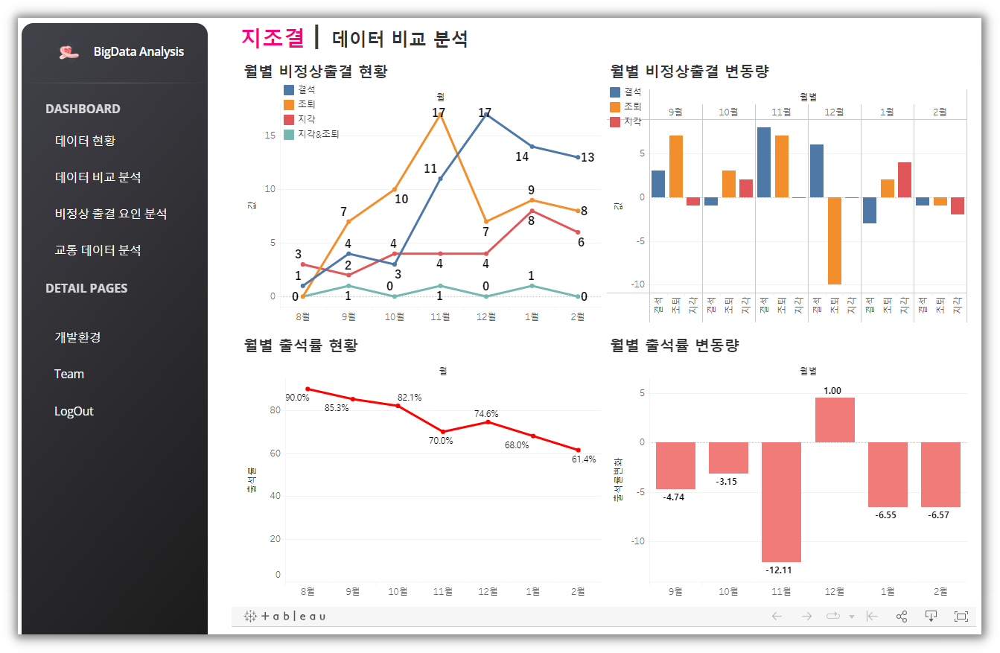 BigData Analysis
DASHBOARD
데이터 현황
데이터 비교 분석
비정상 출결 요인 분석
교통 데이터 분석
DETAIL PAGES
개발환경
Team
LogOut
지조결 | 데이터 비교 분석
월별 비정상출결 현황
결석
조퇴
지각
지각&조퇴
월
값
15
10
5
0
3
1
0
7
4
2
1
10
4
3
0
17
11
4
1
17
7
4
0
14
9
8
1
13
8
6
0
8월 9월 10월 11월 12월 1월 2월
월별 비정상출결 변동량
결석
조퇴
지각
월별
9월 10월 11월 12월 1월 2월
값
5
0
-5
-10
결석 조퇴 지각 결석 조퇴 지각 결석 조퇴 지각 결석 조퇴 지각 결석 조퇴 지각 결석 조퇴 지각
월별 출석률 현황
월
출석률
80
60
40
20
0
90.0% 85.3% 82.1% 70.0% 74.6% 68.0% 61.4%
8월 9월 10월 11월 12월 1월 2월
월별 출석률 변동량
월별
출석률변화
5
0
-5
-10
-4.74 -3.15 -12.11 1.00 -6.55 -6.57
9월 10월 11월 12월 1월 2월
+ a b l e a u